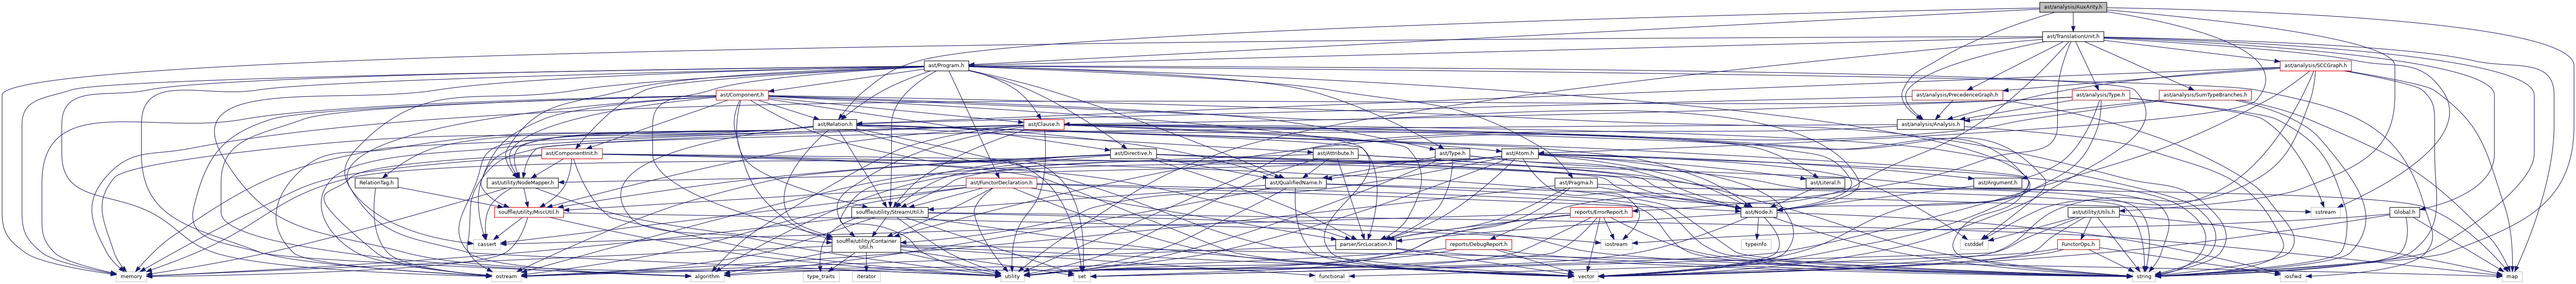 ast/analysis/AuxArity.h
ast/TranslationUnit.h
ast/Program.h
ast/analysis/SCCGraph.h
ast/Component.h
ast/analysis/PrecedenceGraph.h
ast/analysis/Type.h
ast/analysis/SumTypeBranches.h
ast/Relation.h
ast/Clause.h
ast/analysis/Analysis.h
ast/ComponentInit.h
ast/Directive.h
ast/Attribute.h
ast/Type.h
ast/Atom.h
RelationTag.h
ast/utility/NodeMapper.h
ast/FunctorDeclaration.h
ast/QualifiedName.h
ast/Pragma.h
ast/Literal.h
ast/Argument.h
souffle/utility/MiscUtil.h
souffle/utility/StreamUtil.h
reports/ErrorReport.h
ast/Node.h
ast/utility/Utils.h
sstream
Global.h
cassert
souffle/utility/Container
Util.h
parser/SrcLocation.h
reports/DebugReport.h
iostream
typeinfo
cstddef
FunctorOps.h
memory
ostream
algorithm
type_traits
iterator
utility
set
functional
vector
string
iosfwd
map